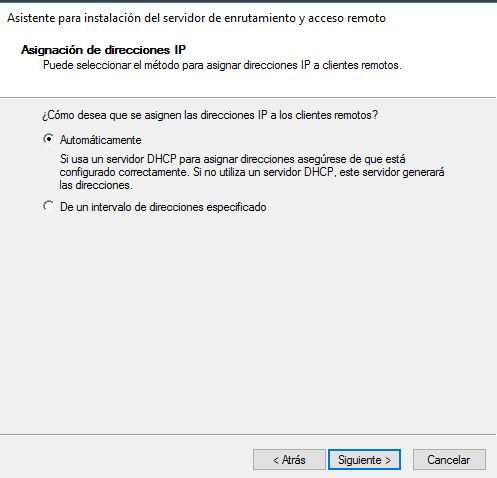 Asistente para instalación del servidor de enrutamiento y acceso remoto
Asignación de direcciones IP
Puede seleccionar el método para asignar direcciones IP a clientes remotos.
¿Cómo desea que se asignen las direcciones IP a los clientes remotos?
Automáticamente
Si usa un servidor DHCP para asignar direcciones asegúrese de que está
configurado correctamente. Si no utiliza un servidor DHCP, este servidor generará
las direcciones.
De un intervalo de direcciones especificado
< Atrás
Siguiente >
Cancelar